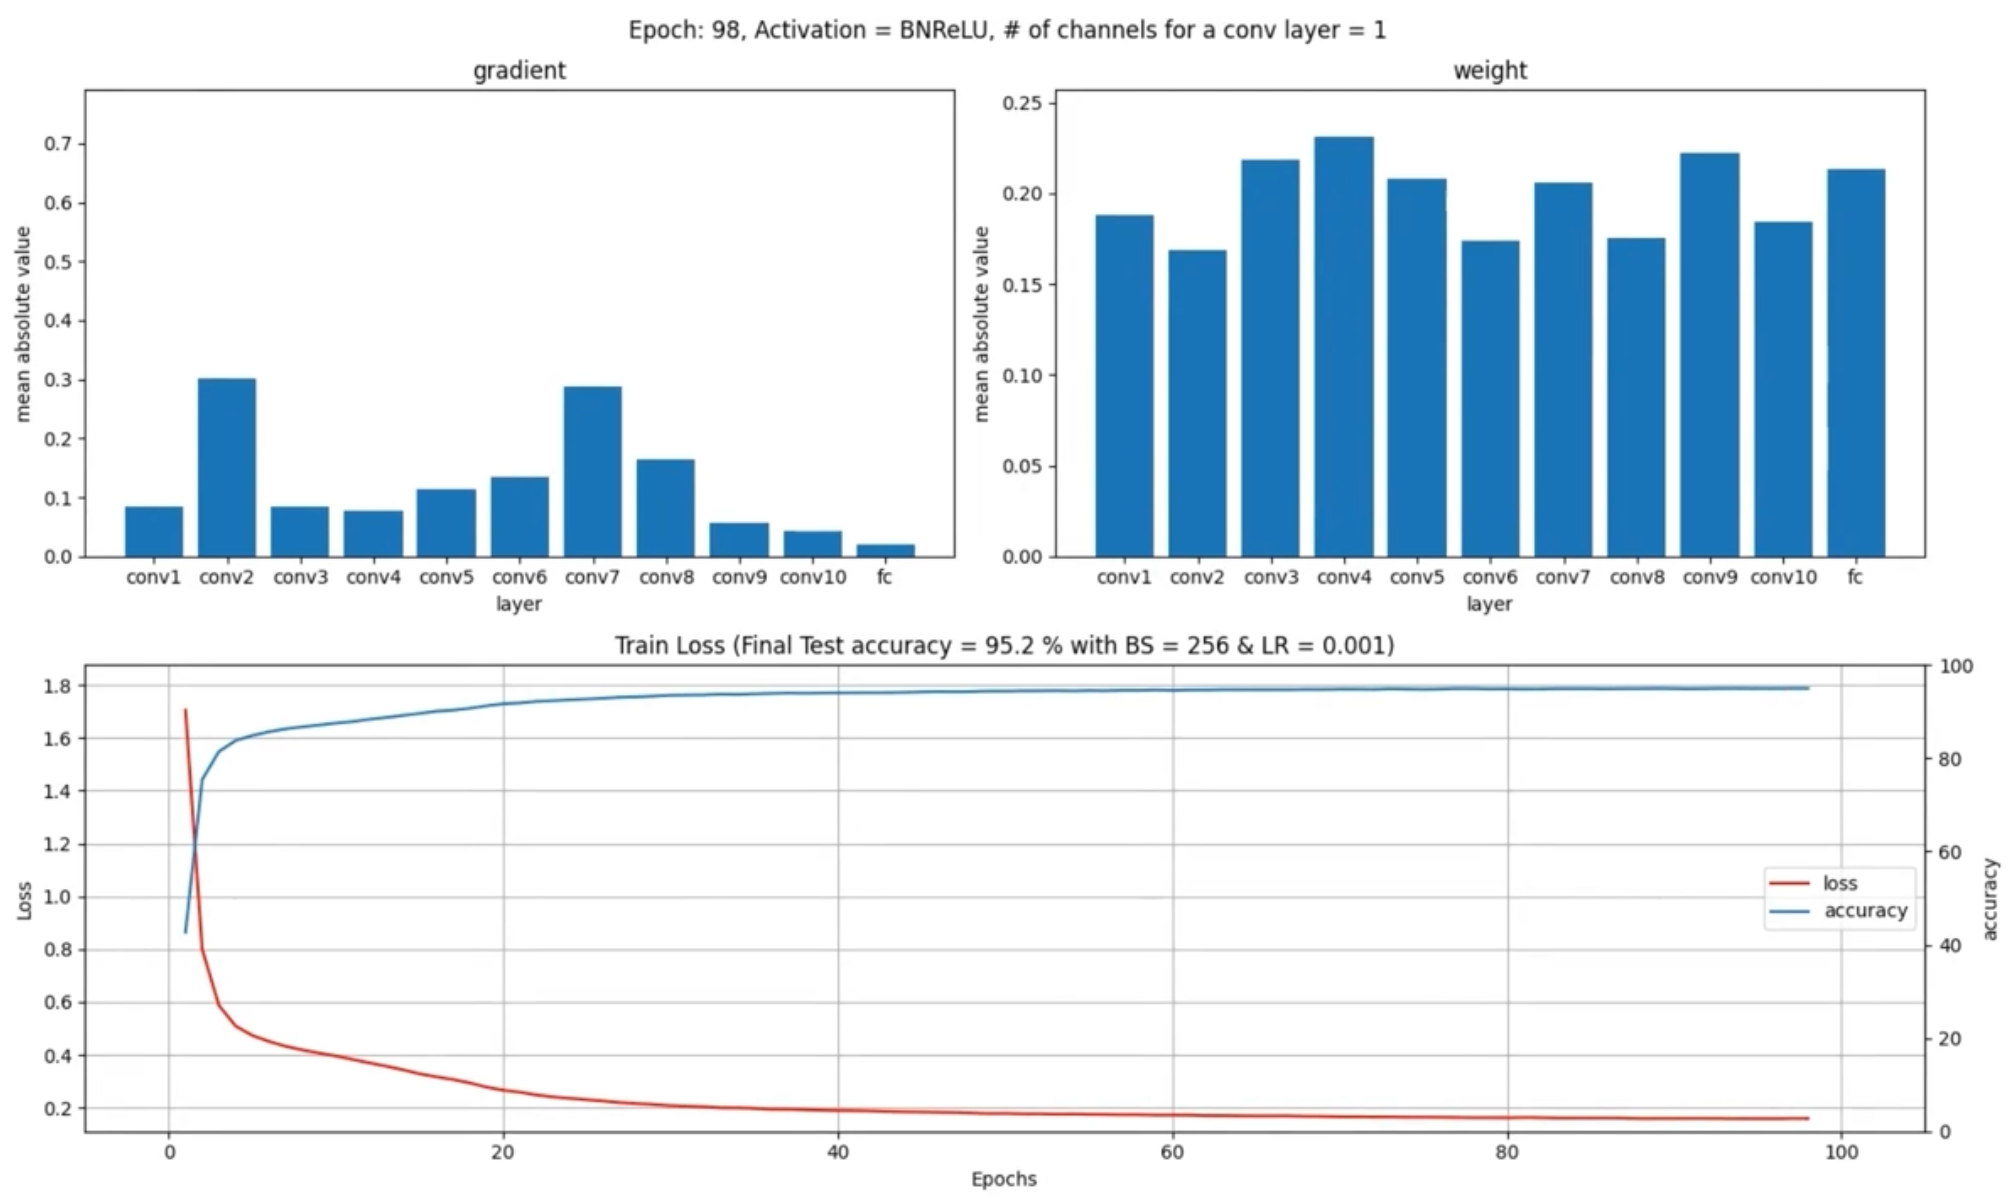 Epoch: 98, Activation = BNReLU, # of channels for a conv layer = 1
gradient
mean absolute value
0.7
0.6
0.5
0.4
0.3
0.2
0.1
0.0
conv1 conv2 conv3 conv4 conv5 conv6 conv7 conv8 conv9 conv10 fc
layer
weight
mean absolute value
0.25
0.20
0.15
0.10
0.05
0.00
conv1 conv2 conv3 conv4 conv5 conv6 conv7 conv8 conv9 conv10 fc
layer
Train Loss (Final Test accuracy = 95.2 % with BS = 256 & LR = 0.001)
Loss
1.8
1.6
1.4
1.2
1.0
0.8
0.6
0.4
0.2
0 20 40 60 80 100
Epochs
loss
accuracy
100
80
60
40
20
0
accuracy